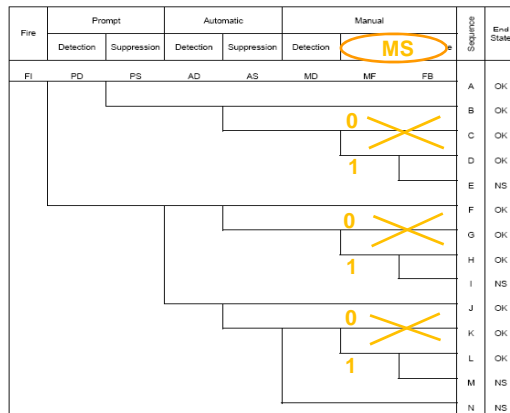 Fire Prompt Automatic Manual Sequence End State
Detection Suppression Detection Suppression Detection MS e
FI PD PS AD AS MD MF FB
A OK
B OK
0
C OK
1 D OK
E NS
F OK
0
G OK
1 H OK
I NS
J OK
0
K OK
1 L OK
M NS
N NS